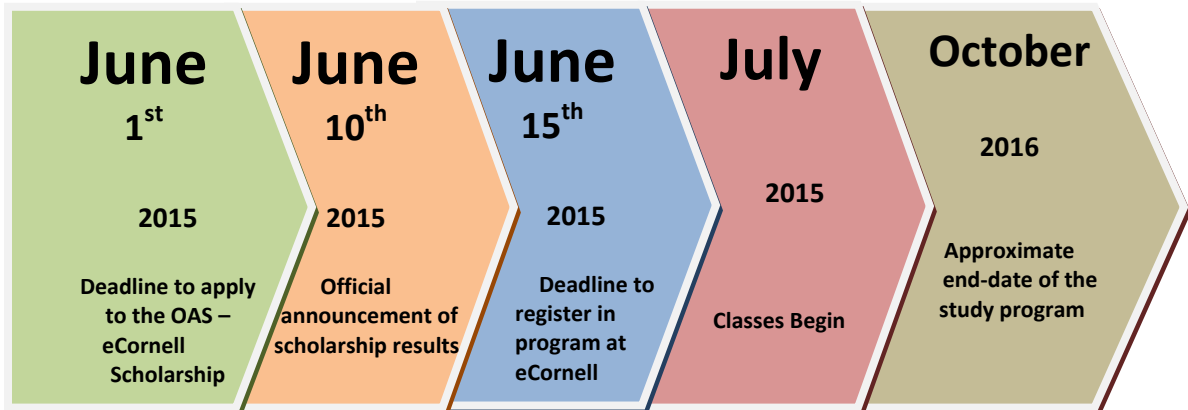 June
1st
2015
Deadline to apply
to the OAS –
eCornell
Scholarship
June
10th
2015
Official
announcement of
scholarship results
June
15th
2015
Deadline to
register in
program at
eCornell
July
2015
Classes Begin
October
2016
Approximate
end-date of the
study program